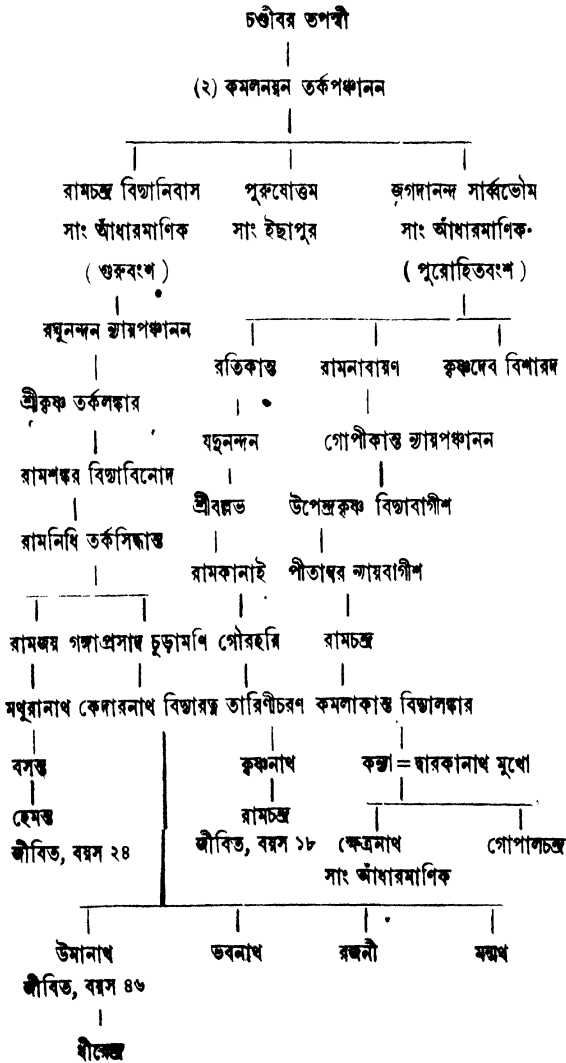 চণ্ডীবর তপস্বী
(২) কমলনয়ন তর্কপঞ্চানন
রামচন্দ্র বিদ্যানিবাস পুরুষোত্তম জগদানন্দ সার্ব্বভৌম
সাং আঁধারমাণিক সাং ইছাপুর সাং আঁধারমাণিক
( গুরুবংশ ) ( পুরোহিতবংশ )
রঘুনন্দন ন্যায়পঞ্চানন
রতিকান্ত রামনারায়ণ কৃষ্ণদেব বিশারদ
শ্রীকৃষ্ণ তর্কলঙ্কার
যদুনন্দন গোপীকান্ত ন্যায়পঞ্চানন
রামশঙ্কর বিদ্যাবিনোদ
শ্রীবল্লভ উপেন্দ্রকৃষ্ণ বিদ্যাবাগীশ
রামনিধি তর্কসিদ্ধান্ত
রামকানাই পীতাম্বর ন্যায়বাগীশ
রামজয় গঙ্গাপ্রসাদ চূড়ামণি গৌরহরি রামচন্দ্র
মথুরানাথ কেদারনাথ বিদ্যারত্ন তারিণীচরণ কমলাকান্ত বিদ্যালঙ্কার
বসন্ত কৃষ্ণনাথ কন্যা = দ্বারকানাথ মুখো
হেমন্ত রামচন্দ্র
জীবিত, বয়স ২৪ জীবিত, বয়স ১৮ ক্ষেত্রনাথ গোপালচন্দ্র
সাং আঁধারমাণিক
উমানাথ ভবনাথ রজনী মন্মথ
জীবিত, বয়স ৪৬
ধীরেন্দ্র